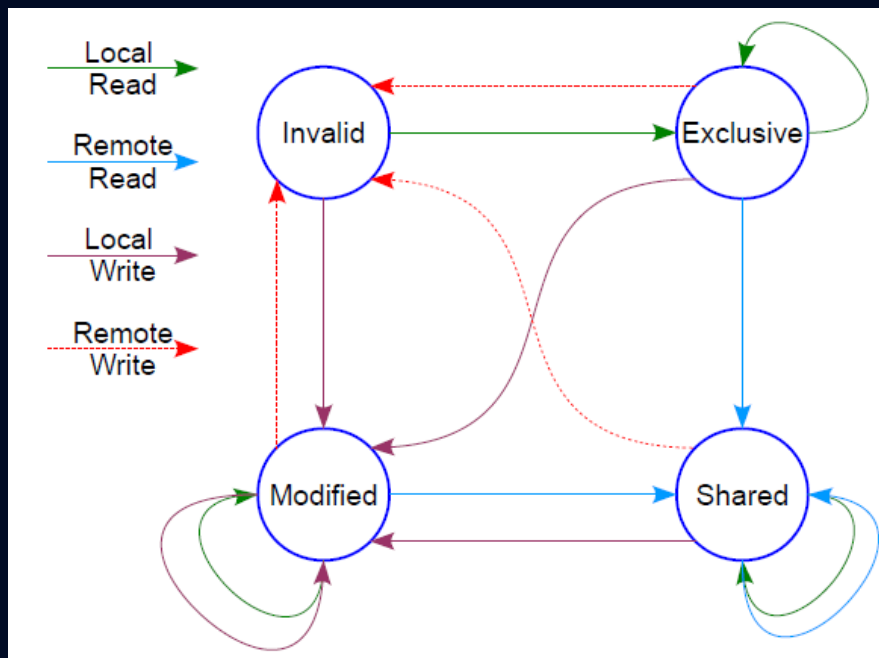 Local
Read
Remote
Read
Local
Write
Remote
Write
Invalid
Exclusive
Modified
Shared